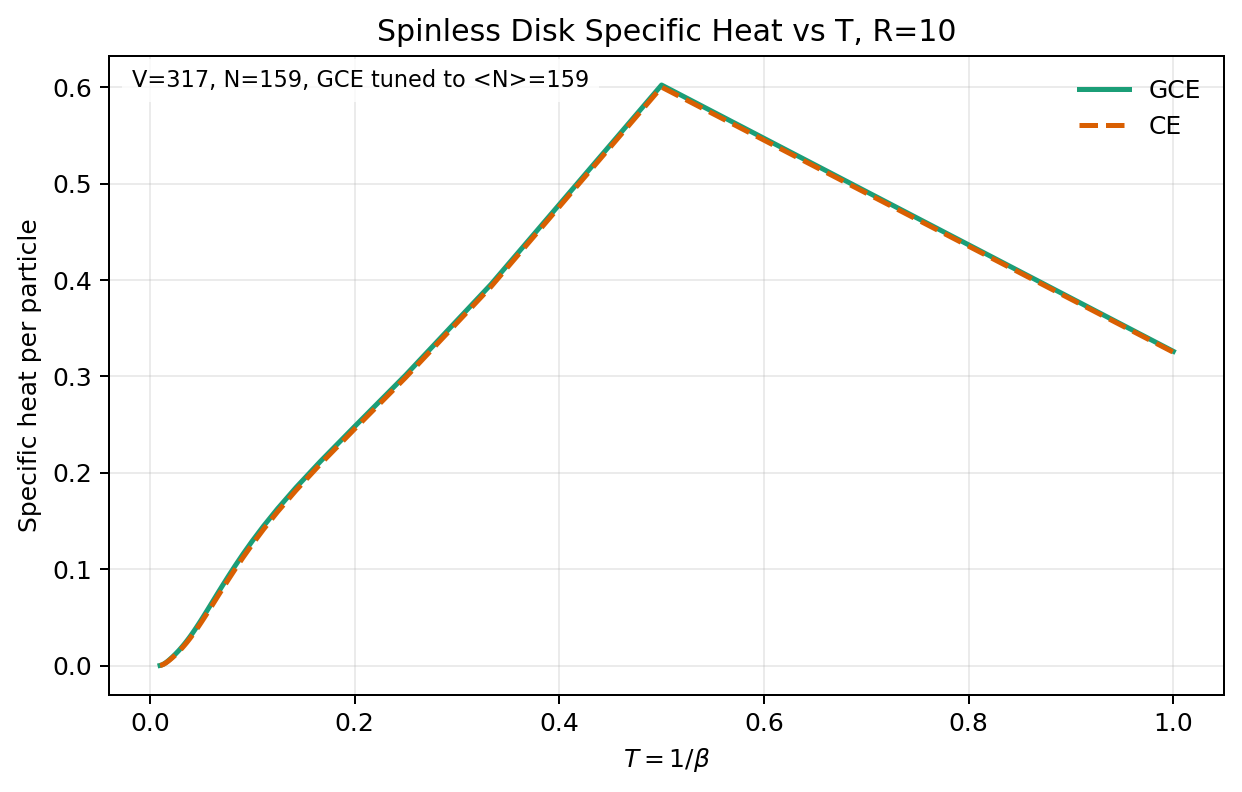 Spinless Disk Specific Heat vs T, R=10
V=317, N=159, GCE tuned to <N>=159
GCE
CE
Specific heat per particle
0.6
0.5
0.4
0.3
0.2
0.1
0.0
0.0 0.2 0.4 0.6 0.8 1.0
T = 1/β